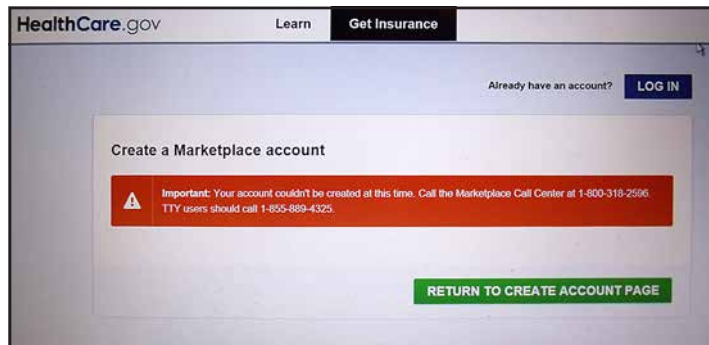 HealthCare.gov Learn Get Insurance
Already have an account? LOG IN
Create a Marketplace account
Important: Your account couldn't be created at this time. Call the Marketplace Call Center at 1-800-318-2596.
TTY users should call 1-855-889-4325.
RETURN TO CREATE ACCOUNT PAGE